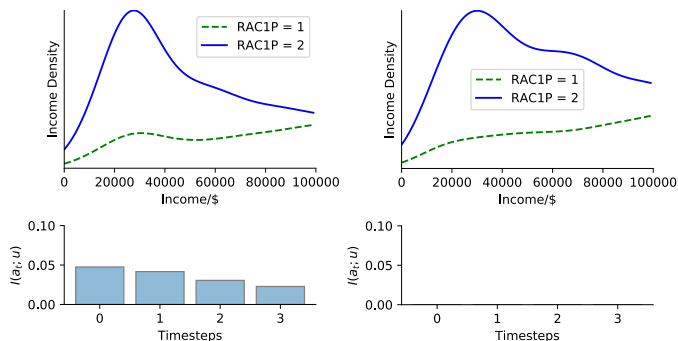 Income Density
RAC1P = 1
RAC1P = 2
0 20000 40000 60000 80000 100000
Income/$
Income Density
RAC1P = 1
RAC1P = 2
0 20000 40000 60000 80000 100000
Income/$
I(a_t; u)
0.10
0.05
0.00
0 1 2 3
Timesteps
I(a_t; u)
0.10
0.05
0.00
0 1 2 3
Timesteps